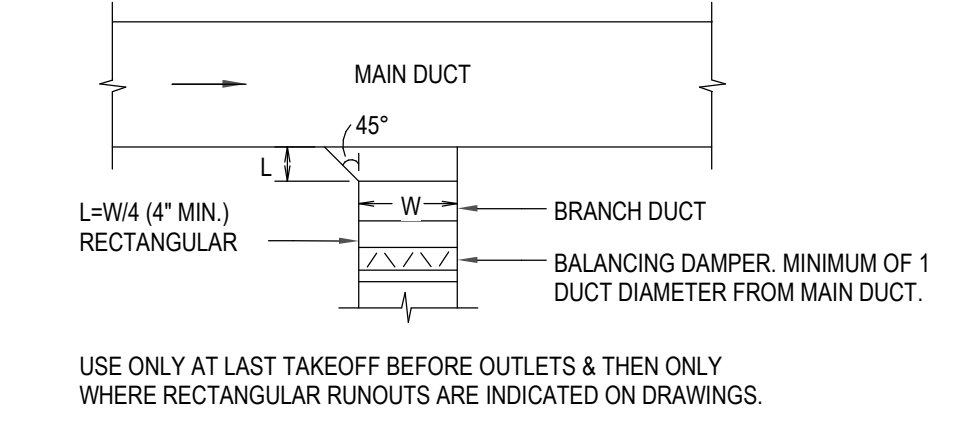 MAIN DUCT
45°
L
L=W/4 (4" MIN.)
RECTANGULAR
W
BRANCH DUCT
BALANCING DAMPER. MINIMUM OF 1
DUCT DIAMETER FROM MAIN DUCT.
USE ONLY AT LAST TAKEOFF BEFORE OUTLETS & THEN ONLY
WHERE RECTANGULAR RUNOUTS ARE INDICATED ON DRAWINGS.